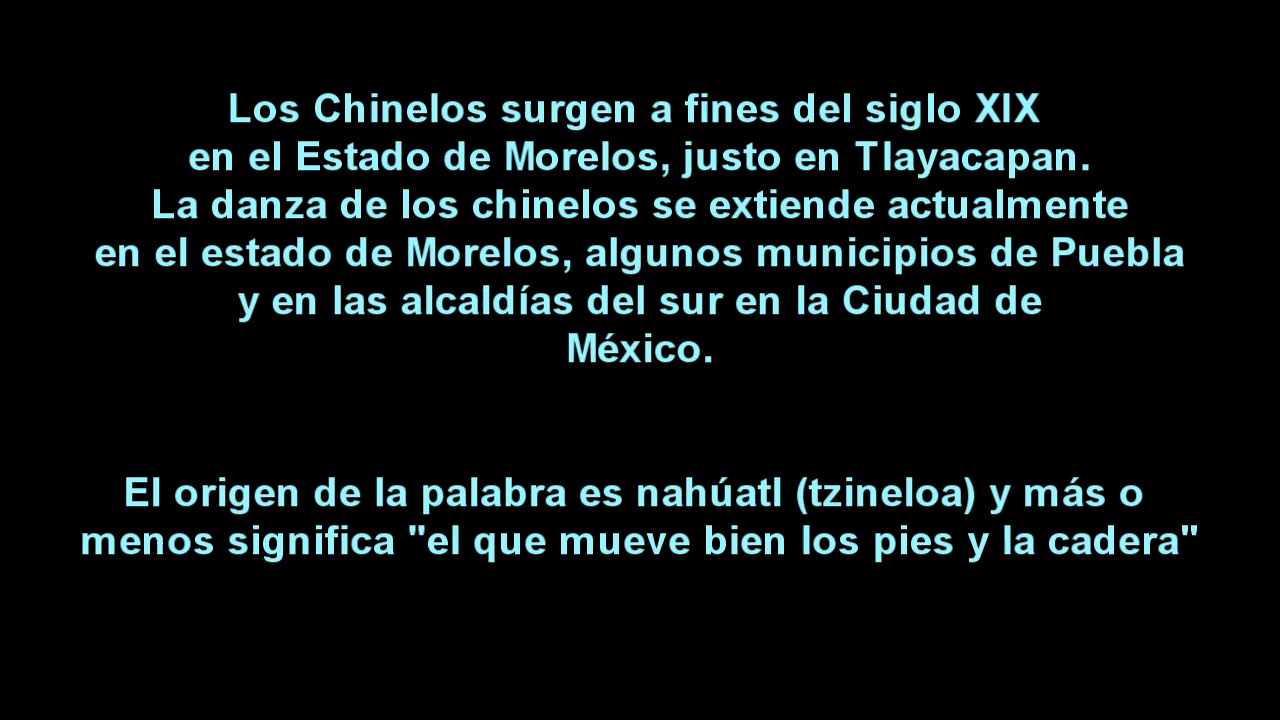 Los Chinelos surgen a fines del siglo XIX
en el Estado de Morelos, justo en Tlayacapan.
La danza de los chinelos se extiende actualmente
en el estado de Morelos, algunos municipios de Puebla
y en las alcaldías del sur en la Ciudad de
México.
El origen de la palabra es nahúatl (tzineloa) y más o
menos significa "el que mueve bien los pies y la cadera"